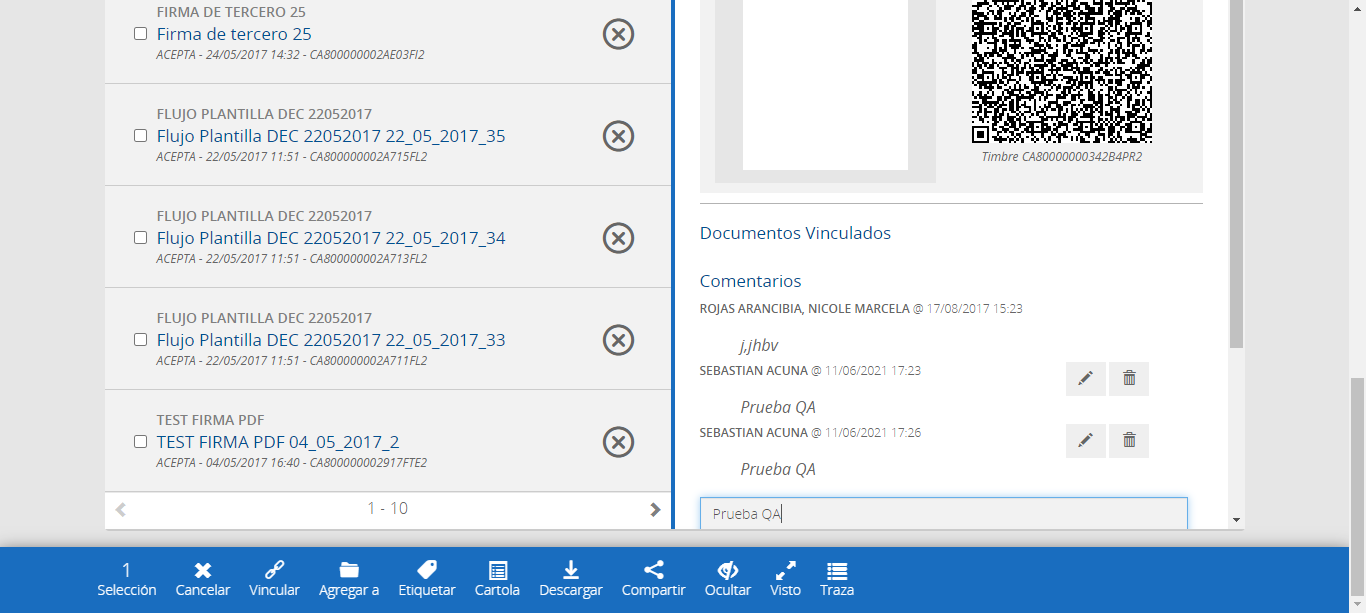 FIRMA DE TERCERO 25
Firma de tercero 25
ACEPTA - 24/05/2017 14:32 - CA800000002AE03FI2
FLUJO PLANTILLA DEC 22052017
Flujo Plantilla DEC 22052017 22_05_2017_35
ACEPTA - 22/05/2017 11:51 - CA800000002A715FL2
FLUJO PLANTILLA DEC 22052017
Flujo Plantilla DEC 22052017 22_05_2017_34
ACEPTA - 22/05/2017 11:51 - CA800000002A713FL2
FLUJO PLANTILLA DEC 22052017
Flujo Plantilla DEC 22052017 22_05_2017_33
ACEPTA - 22/05/2017 11:51 - CA800000002A711FL2
TEST FIRMA PDF
TEST FIRMA PDF 04_05_2017_2
ACEPTA - 04/05/2017 16:40 - CA800000002917FTE2
1 - 10
Timbre CA80000000342B4PR2
Documentos Vinculados
Comentarios
ROJAS ARANCIBIA, NICOLE MARCELA @ 17/08/2017 15:23
j,jhbv
SEBASTIAN ACUNA @ 11/06/2021 17:23
Prueba QA
SEBASTIAN ACUNA @ 11/06/2021 17:26
Prueba QA
Prueba QA
1
Selección
Cancelar
Vincular
Agregar a
Etiquetar
Cartola
Descargar
Compartir
Ocultar
Visto
Traza